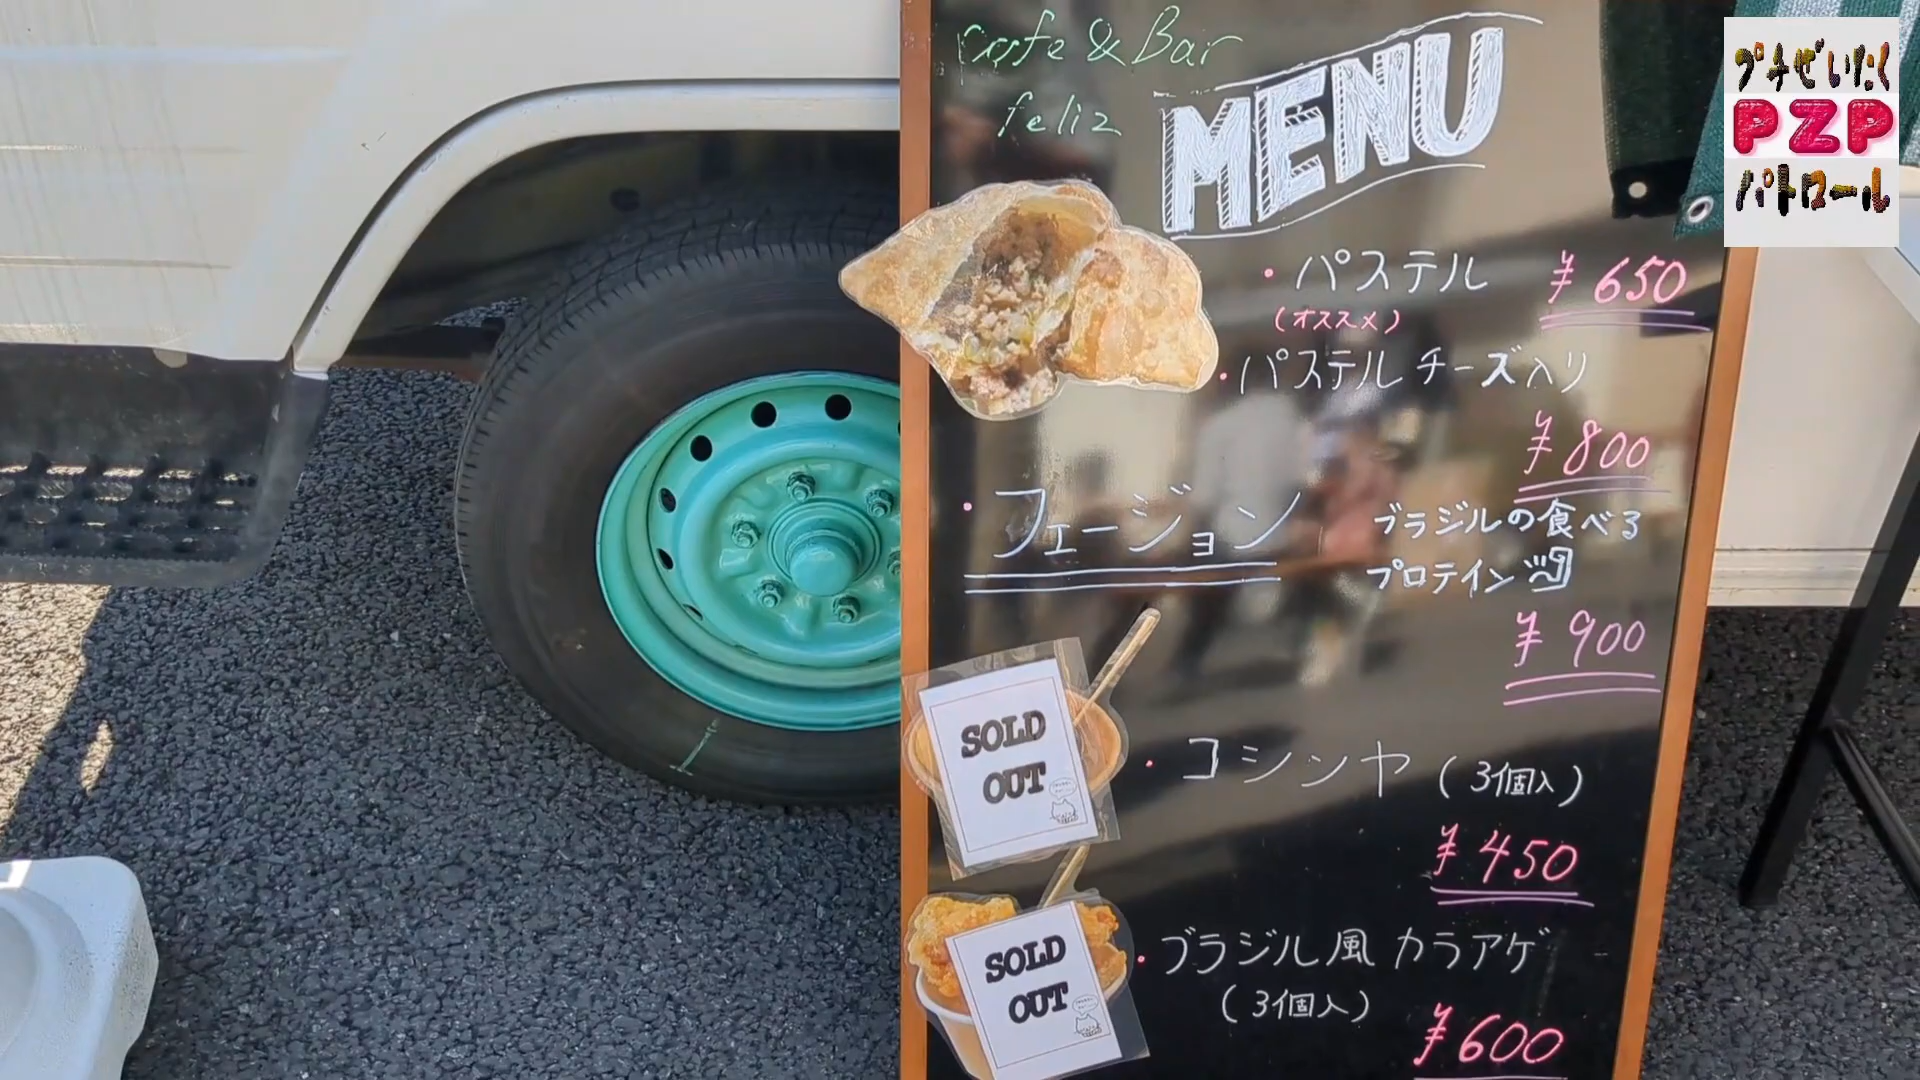 cafe & Bar
feliz
MENU
・パステル ¥650
(オススメ)
・パステルチーズ入り
¥800
・フェージョン
ブラジルの食べる
プロテイン
¥900
SOLD
OUT
・コシンヤ (3個入)
¥450
SOLD
OUT
・ブラジル風カラアゲ
(3個入)
¥600
プチぜいたく
PZP
パトロール